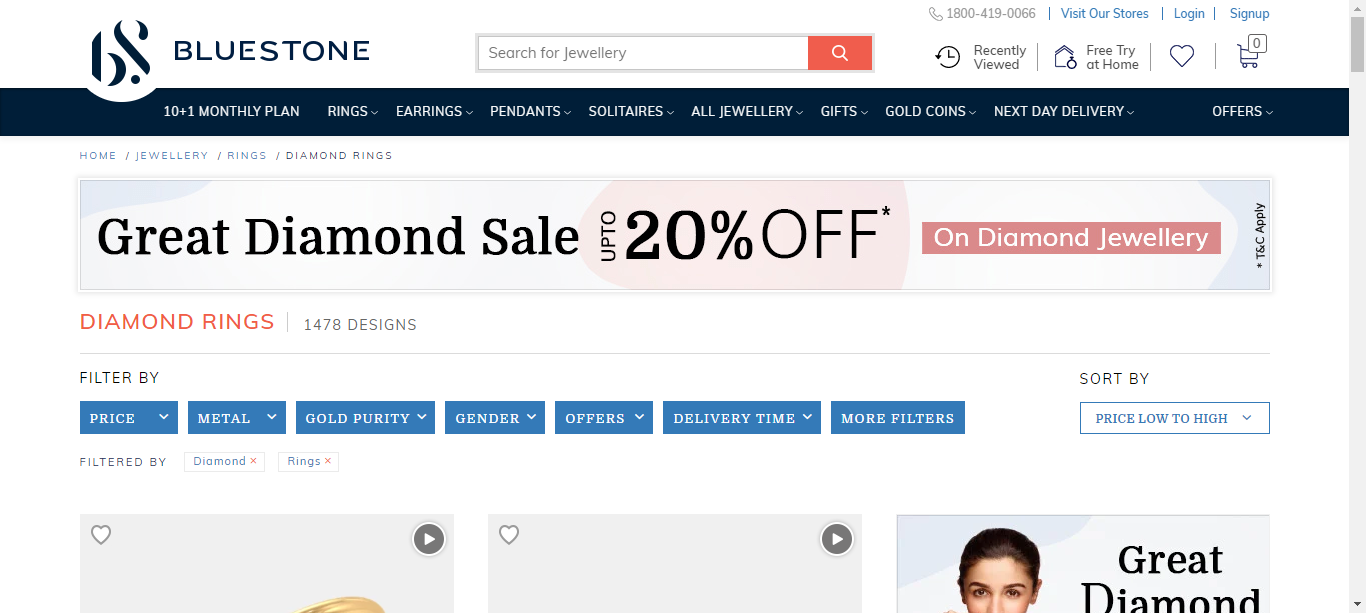 1800-419-0066 | Visit Our Stores | Login | Signup
BLUESTONE
Search for Jewellery
Recently Viewed
Free Try at Home
0
10+1 MONTHLY PLAN RINGS EARRINGS PENDANTS SOLITAIRES ALL JEWELLERY GIFTS GOLD COINS NEXT DAY DELIVERY OFFERS
HOME / JEWELLERY / RINGS / DIAMOND RINGS
Great Diamond Sale UPTO 20% OFF* On Diamond Jewellery * T&C Apply
DIAMOND RINGS | 1478 DESIGNS
FILTER BY
SORT BY
PRICE METAL GOLD PURITY GENDER OFFERS DELIVERY TIME MORE FILTERS
PRICE LOW TO HIGH
FILTERED BY Diamond × Rings ×
Great
Diamond